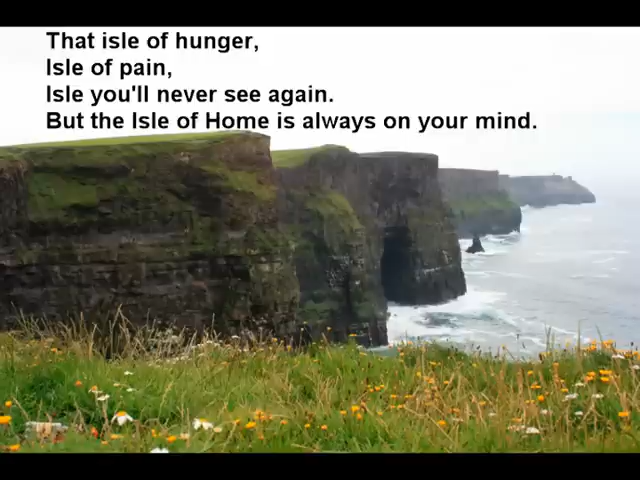 That isle of hunger,
Isle of pain,
Isle you'll never see again.
But the Isle of Home is always on your mind.